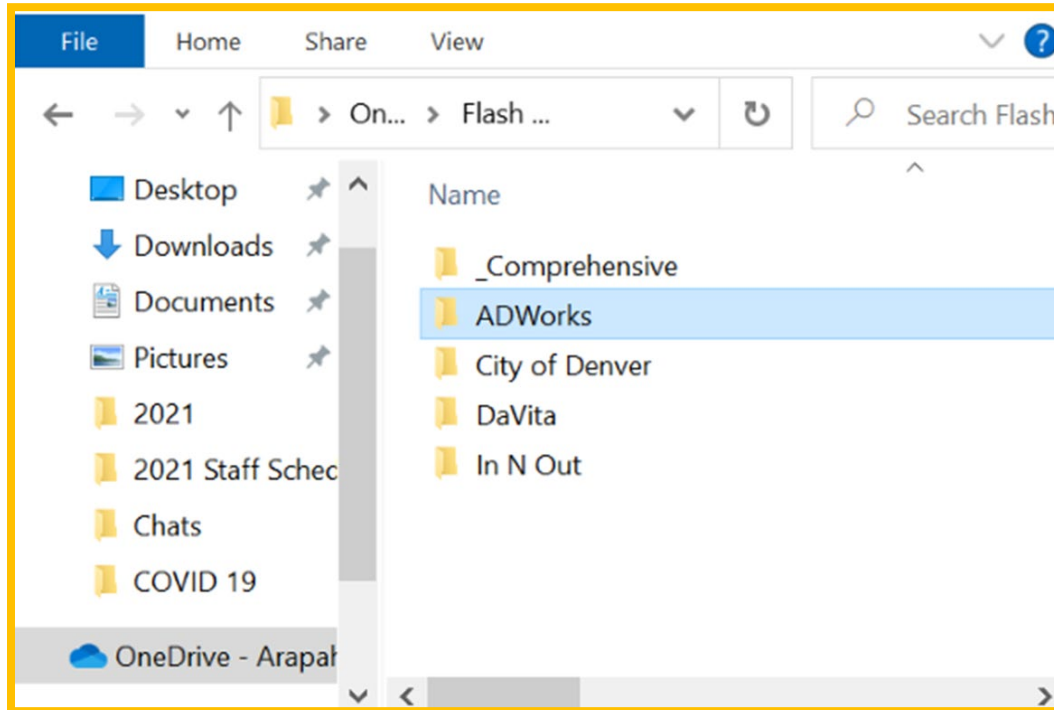 File Home Share View ?
On... > Flash ... Search Flash
Desktop
Downloads
Documents
Pictures
2021
2021 Staff Sched
Chats
COVID 19
OneDrive - Arapah
Name
_Comprehensive
ADWorks
City of Denver
DaVita
In N Out